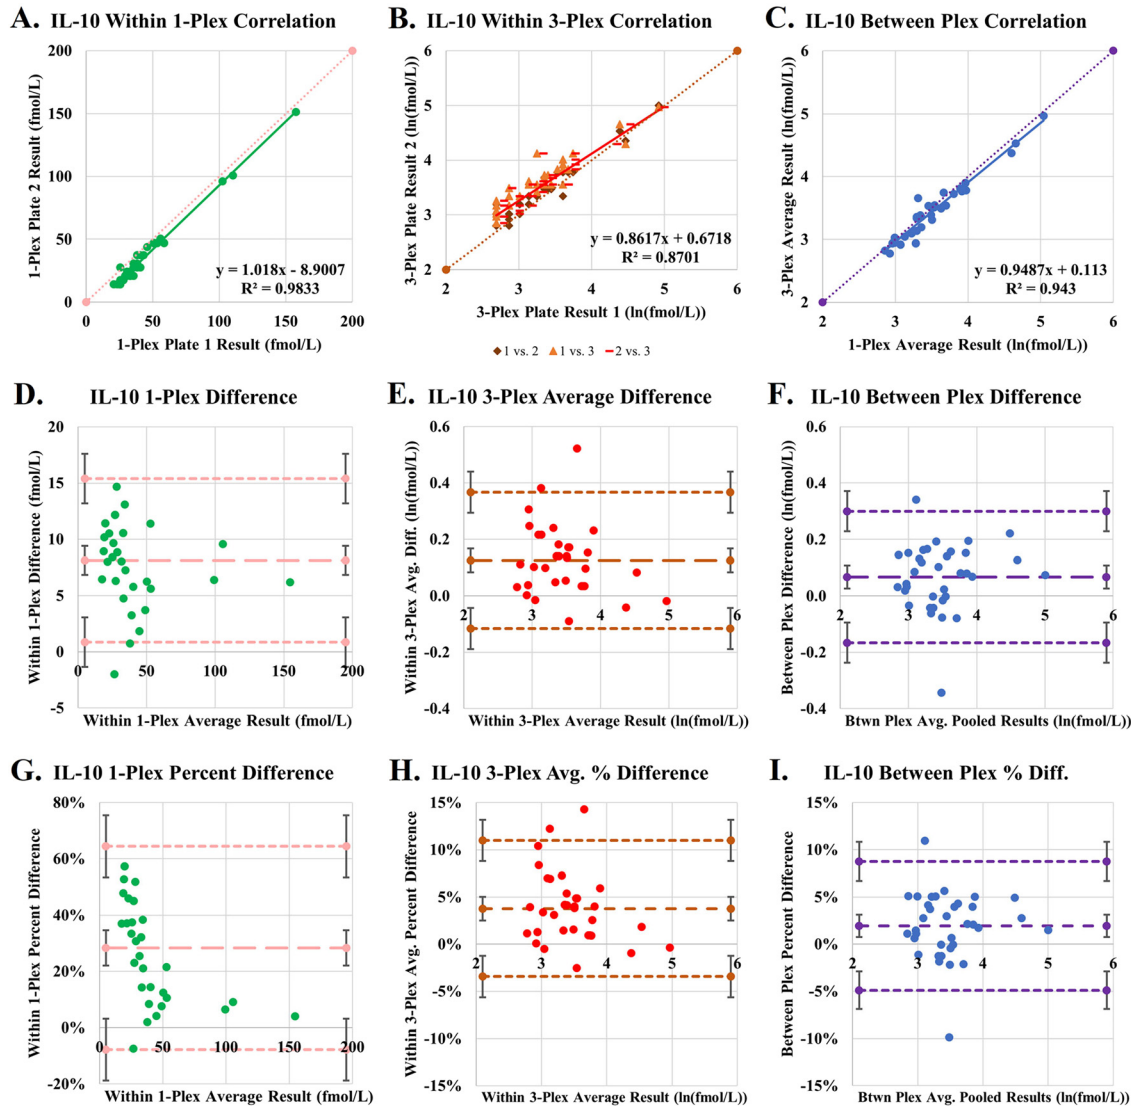 A. IL-10 Within 1-Plex Correlation
1-Plex Plate 2 Result (fmol/L)
200
150
100
50
0
0 50 100 150 200
y = 1.018x - 8.9007
R² = 0.9833
1-Plex Plate 1 Result (fmol/L)
B. IL-10 Within 3-Plex Correlation
3-Plex Plate Result 2 (ln(fmol/L))
6
5
4
3
2
2 3 4 5 6
y = 0.8617x + 0.6718
R² = 0.8701
3-Plex Plate Result 1 (ln(fmol/L))
1 vs. 2 1 vs. 3 2 vs. 3
C. IL-10 Between Plex Correlation
3-Plex Average Result (ln(fmol/L))
6
5
4
3
2
2 3 4 5 6
y = 0.9487x + 0.113
R² = 0.943
1-Plex Average Result (ln(fmol/L))
D. IL-10 1-Plex Difference
Within 1-Plex Difference (fmol/L)
20
15
10
5
0
-5
0 50 100 150 200
Within 1-Plex Average Result (fmol/L)
E. IL-10 3-Plex Average Difference
Within 3-Plex Avg. Diff. (ln(fmol/L))
0.6
0.4
0.2
0.0
-0.2
-0.4
2 3 4 5 6
Within 3-Plex Average Result (ln(fmol/L))
F. IL-10 Between Plex Difference
Between Plex Difference (ln(fmol/L))
0.6
0.4
0.2
0.0
-0.2
-0.4
2 3 4 5 6
Btwn Plex Avg. Pooled Results (ln(fmol/L))
G. IL-10 1-Plex Percent Difference
Within 1-Plex Percent Difference
80%
60%
40%
20%
0%
-20%
0 50 100 150 200
Within 1-Plex Average Result (fmol/L)
H. IL-10 3-Plex Avg. % Difference
Within 3-Plex Avg. Percent Difference
15%
10%
5%
0%
-5%
-10%
-15%
2 3 4 5 6
Within 3-Plex Average Result (ln(fmol/L))
I. IL-10 Between Plex % Diff.
Between Plex Percent Difference
15%
10%
5%
0%
-5%
-10%
-15%
2 3 4 5 6
Btwn Plex Avg. Pooled Results (ln(fmol/L))